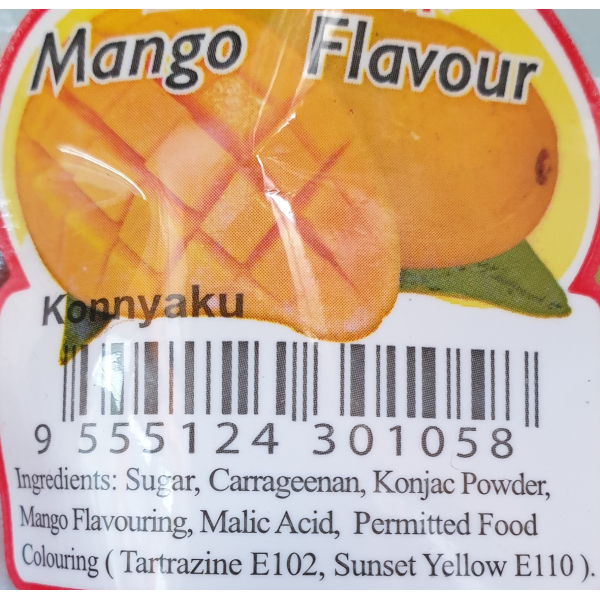 Mango Flavour
Konnyaku
9 555124 301058
Ingredients: Sugar, Carrageenan, Konjac Powder,
Mango Flavouring, Malic Acid, Permitted Food
Colouring ( Tartrazine E102, Sunset Yellow E110 ).